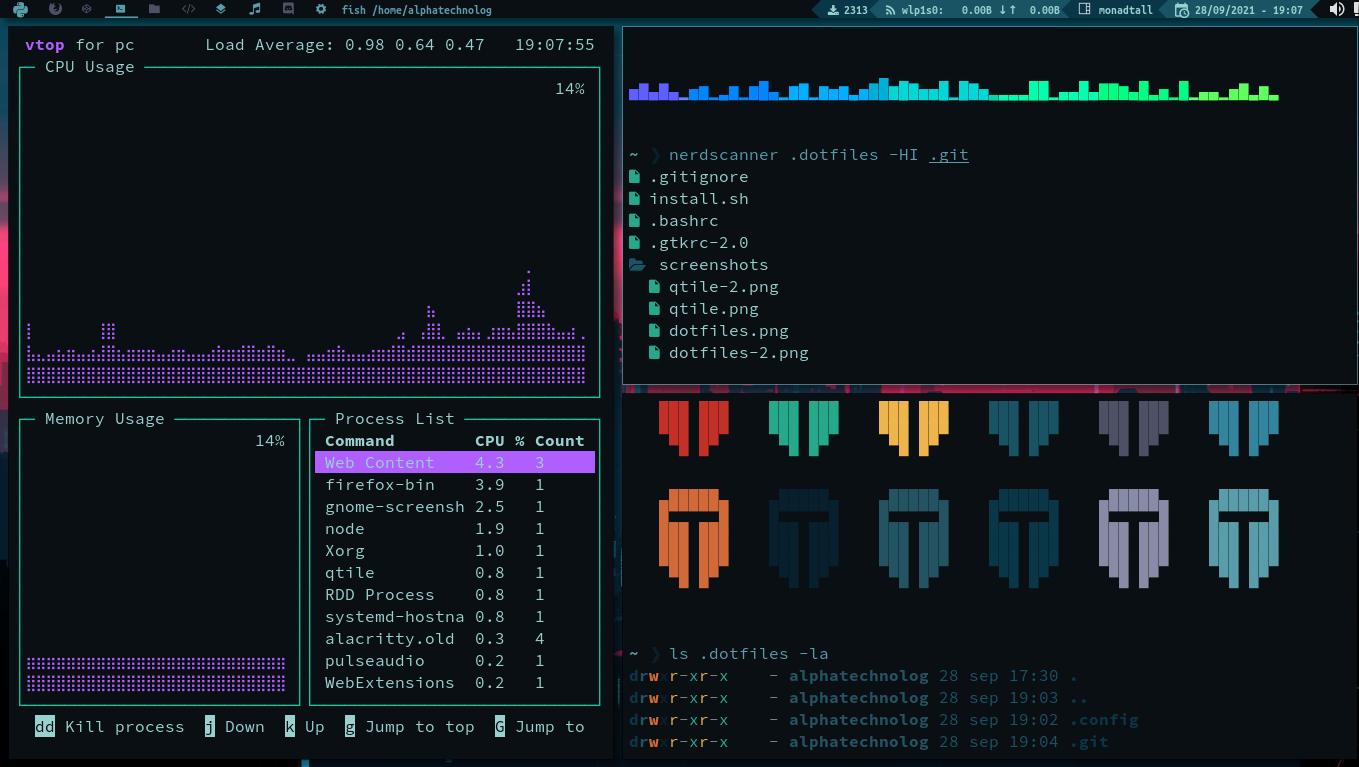 fish /home/alphatechnolog
2313
wlp1s0: 0.00B ↓↑ 0.00B
monadtall
28/09/2021 - 19:07
vtop for pc Load Average: 0.98 0.64 0.47 19:07:55
CPU Usage
14%
Memory Usage
14%
Process List
Command CPU % Count
Web Content 4.3 3
firefox-bin 3.9 1
gnome-screensh 2.5 1
node 1.9 1
Xorg 1.0 1
qtile 0.8 1
RDD Process 0.8 1
systemd-hostna 0.8 1
alacritty.old 0.3 4
pulseaudio 0.2 1
WebExtensions 0.2 1
dd Kill process j Down k Up g Jump to top G Jump to
~ ❯ nerdscanner .dotfiles -HI .git
.gitignore
install.sh
.bashrc
.gtkrc-2.0
screenshots
qtile-2.png
qtile.png
dotfiles.png
dotfiles-2.png
~ ❯ ls .dotfiles -la
drwxr-xr-x - alphatechnolog 28 sep 17:30 .
drwxr-xr-x - alphatechnolog 28 sep 19:03 ..
drwxr-xr-x - alphatechnolog 28 sep 19:02 .config
drwxr-xr-x - alphatechnolog 28 sep 19:04 .git